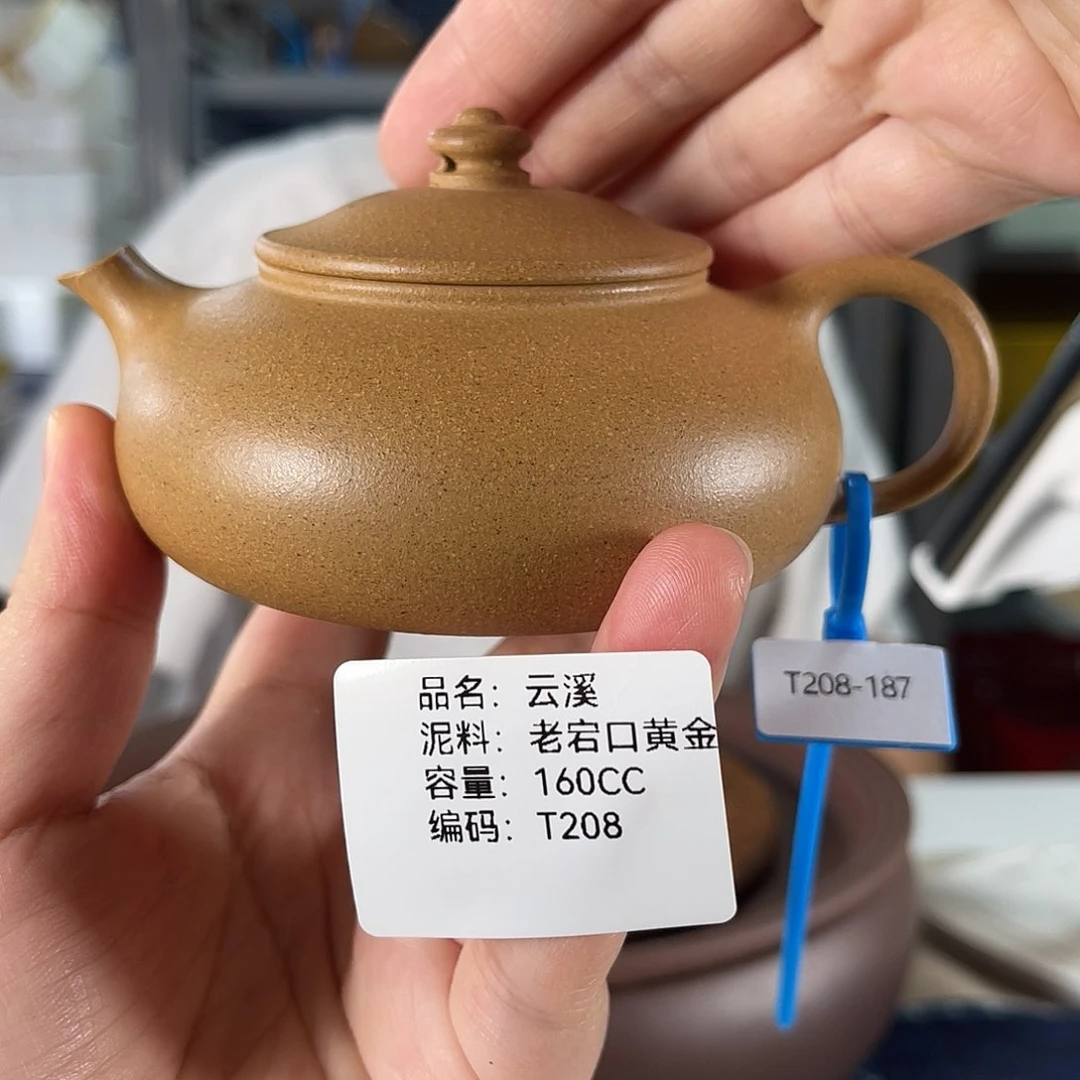 品名：云溪
泥料：老宕口黄金
容量：160CC
编码：T208
T208-187